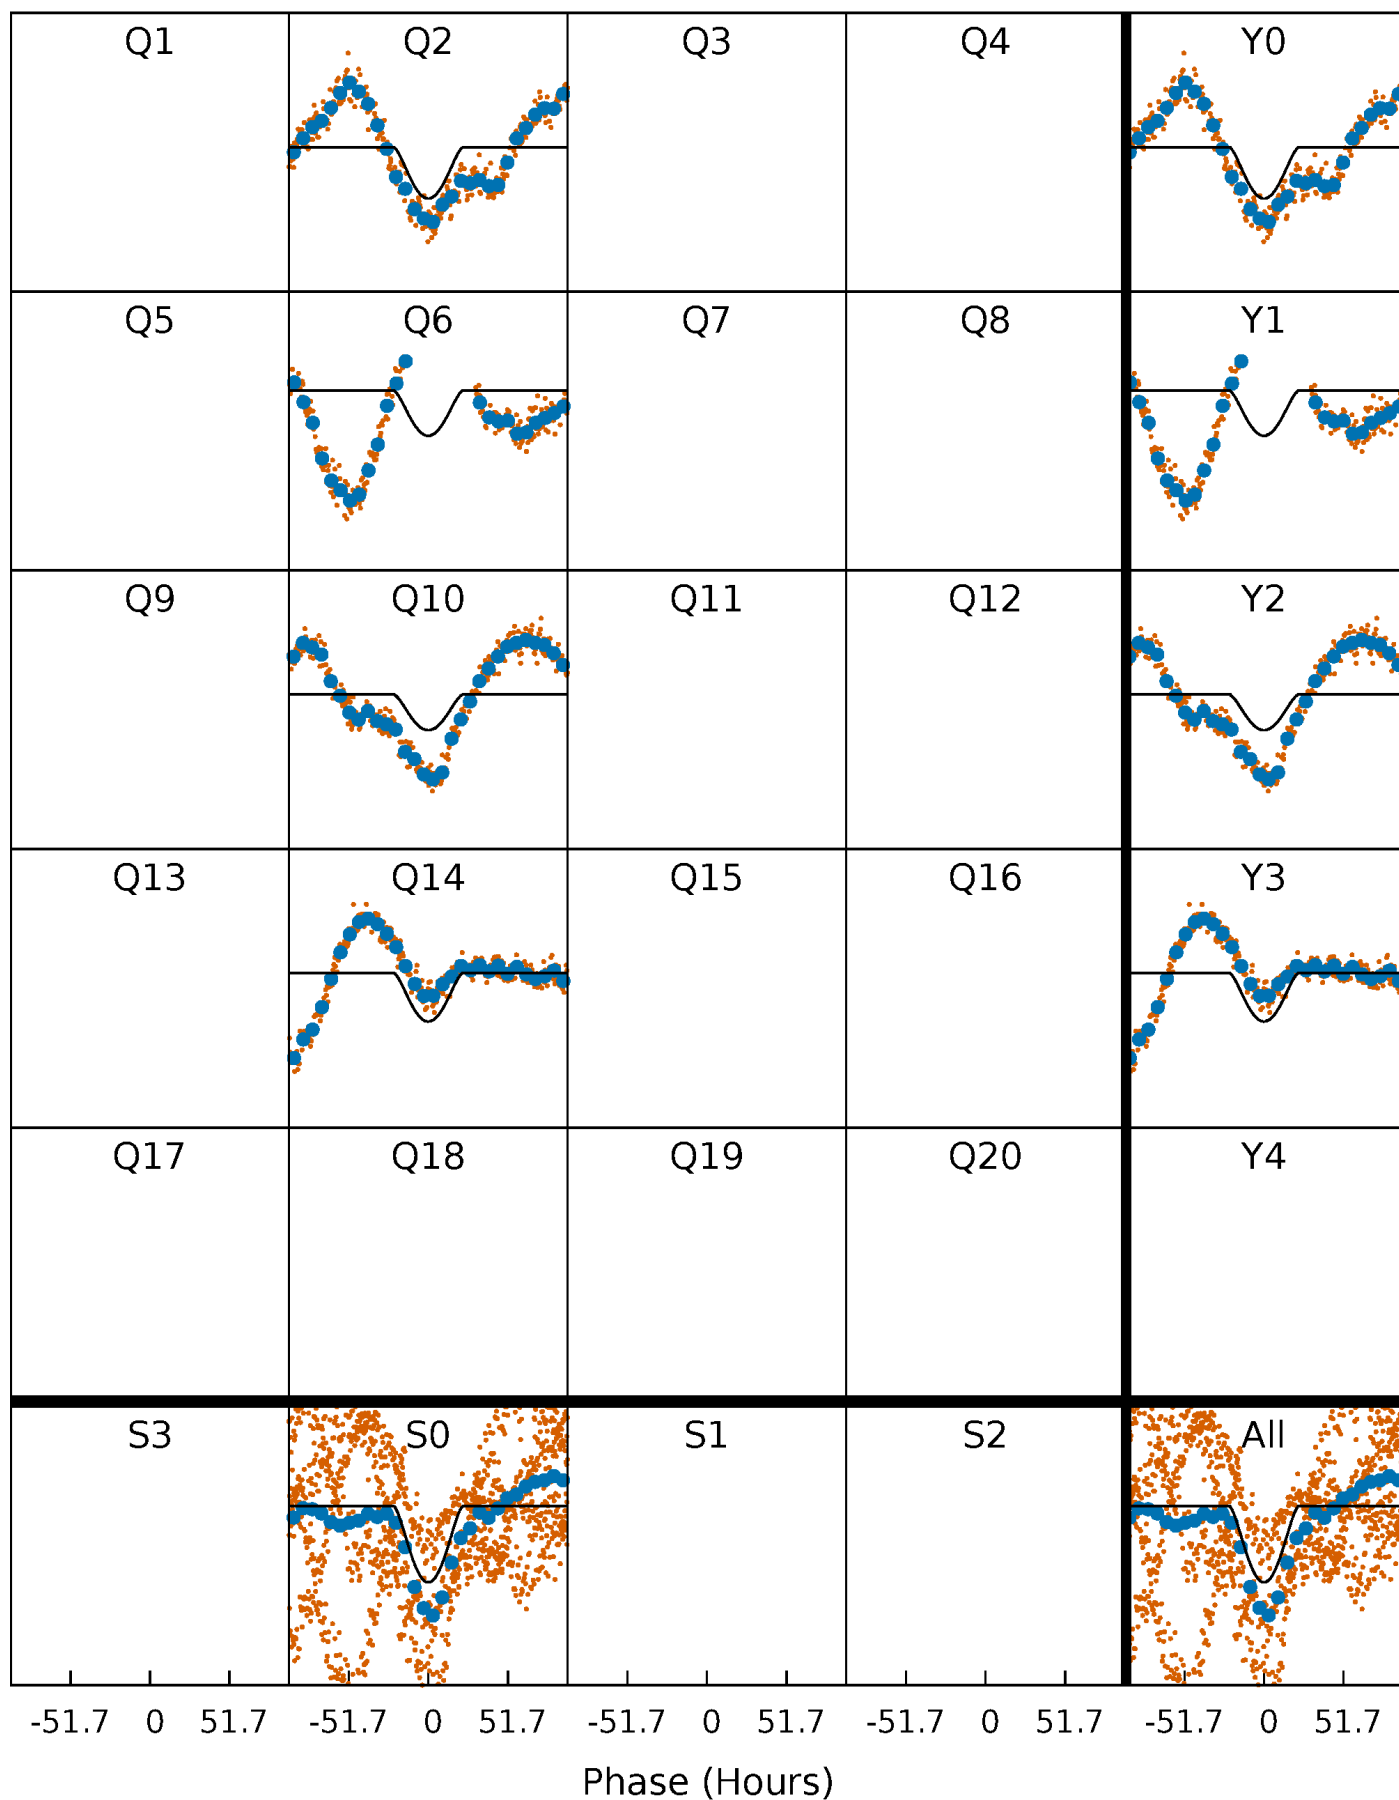 Q1 Q2 Q3 Q4 Y0
Q5 Q6 Q7 Q8 Y1
Q9 Q10 Q11 Q12 Y2
Q13 Q14 Q15 Q16 Y3
Q17 Q18 Q19 Q20 Y4
S3 S0 S1 S2 All
-51.7 0 51.7 -51.7 0 51.7 -51.7 0 51.7 -51.7 0 51.7 -51.7 0 51.7
Phase (Hours)